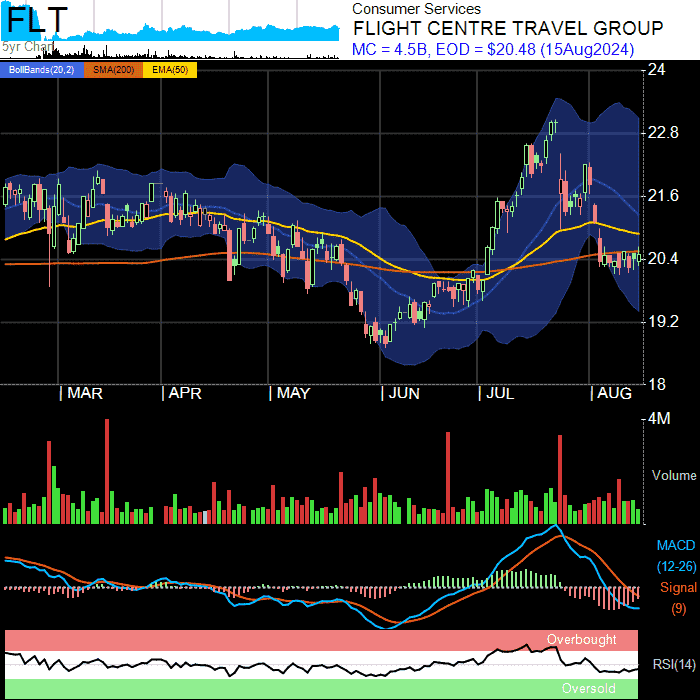 FLT
5yr Chart
Consumer Services
FLIGHT CENTRE TRAVEL GROUP
MC = 4.5B, EOD = $20.48 (15Aug2024)
BollBands(20,2) SMA(200) EMA(50)
24
22.8
21.6
20.4
19.2
18
| MAR | APR | MAY | JUN | JUL | AUG
4M
Volume
MACD
(12-26)
Signal
(9)
Overbought
RSI(14)
Oversold